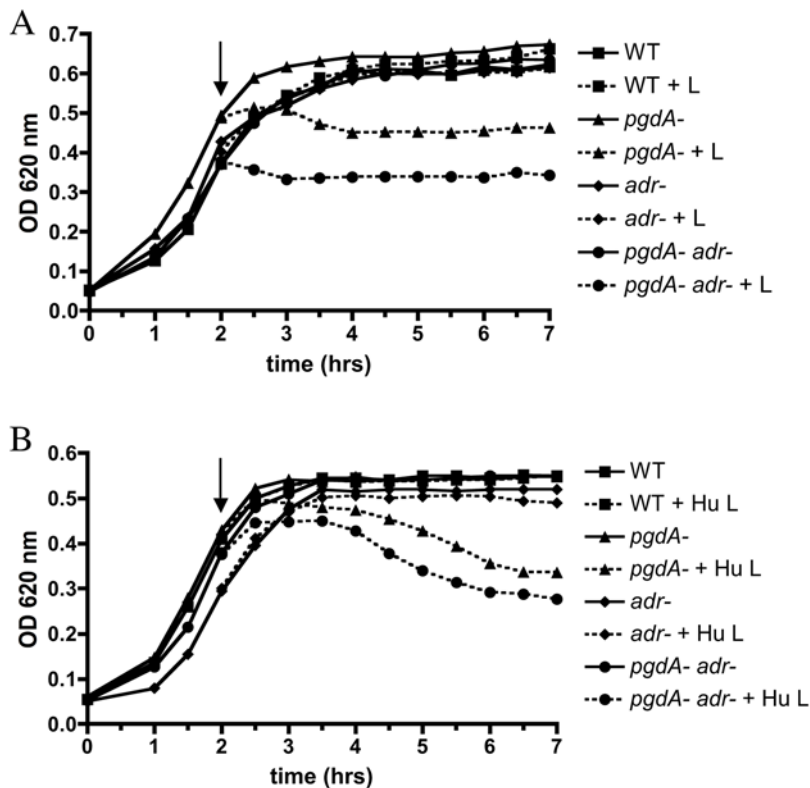 A
OD 620 nm
0.7
0.6
0.5
0.4
0.3
0.2
0.1
0.0
0 1 2 3 4 5 6 7
time (hrs)
WT
WT + L
pgdA-
pgdA- + L
adr-
adr- + L
pgdA- adr-
pgdA- adr- + L
B
OD 620 nm
0.6
0.5
0.4
0.3
0.2
0.1
0.0
0 1 2 3 4 5 6 7
time (hrs)
WT
WT + Hu L
pgdA-
pgdA- + Hu L
adr-
adr- + Hu L
pgdA- adr-
pgdA- adr- + Hu L